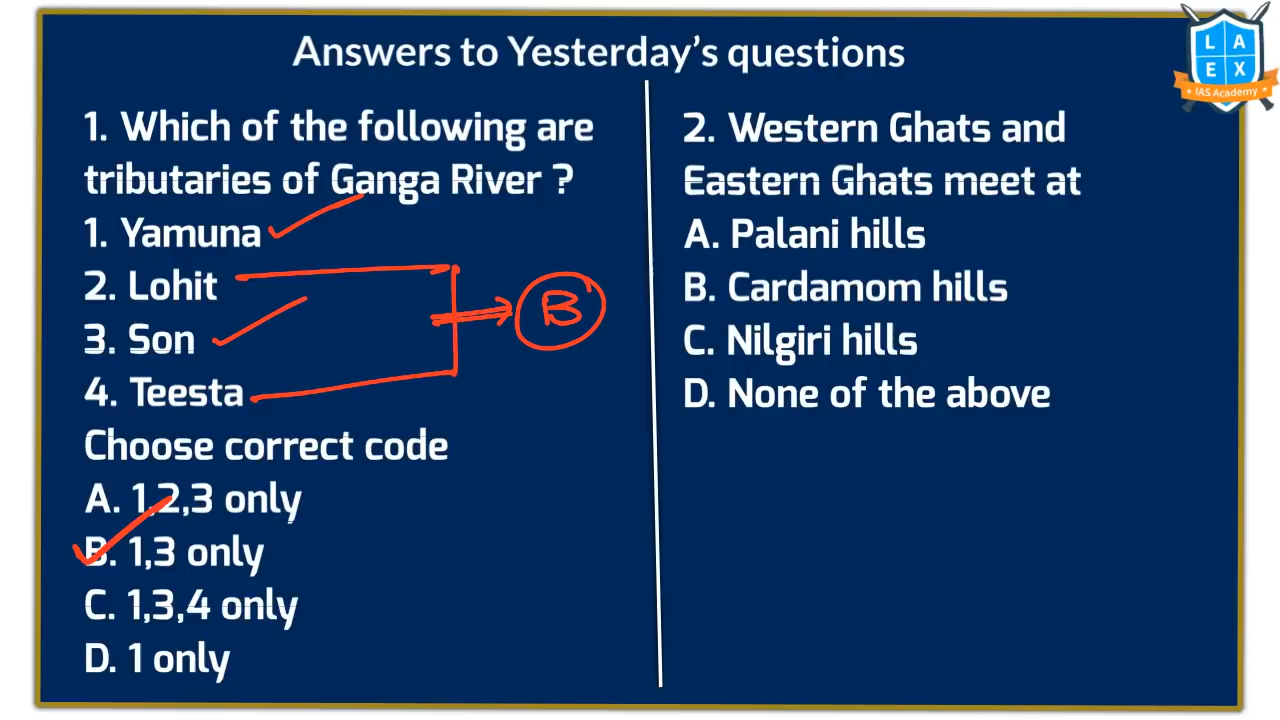 Answers to Yesterday's questions
L A
E X
IAS Academy
1. Which of the following are
tributaries of Ganga River ?
1. Yamuna
2. Lohit
3. Son
4. Teesta
B
Choose correct code
A. 1,2,3 only
B. 1,3 only
C. 1,3,4 only
D. 1 only
2. Western Ghats and
Eastern Ghats meet at
A. Palani hills
B. Cardamom hills
C. Nilgiri hills
D. None of the above